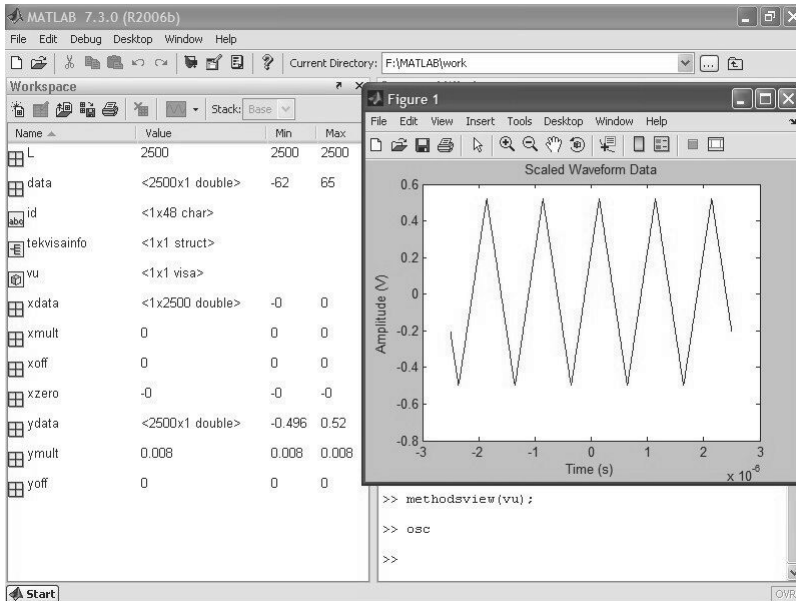 MATLAB 7.3.0 (R2006b)
File Edit Debug Desktop Window Help
Current Directory: F:\MATLAB\work
Workspace
Stack: Base
Name Value Min Max
L 2500 2500 2500
data <2500x1 double> -62 65
abc id <1x48 char>
tekvisainfo <1x1 struct>
vu <1x1 visa>
xdata <1x2500 double> -0 0
xmult 0 0 0
xoff 0 0 0
xzero -0 -0 -0
ydata <2500x1 double> -0.496 0.52
ymult 0.008 0.008 0.008
yoff 0 0 0
Figure 1
File Edit View Insert Tools Desktop Window Help
Scaled Waveform Data
0.6
0.4
0.2
0
-0.2
-0.4
-0.6
-0.8
Amplitude (V)
-3 -2 -1 0 1 2 3
Time (s)
x 10^-6
>> methodsview(vu);
>> osc
>>
Start
OVR